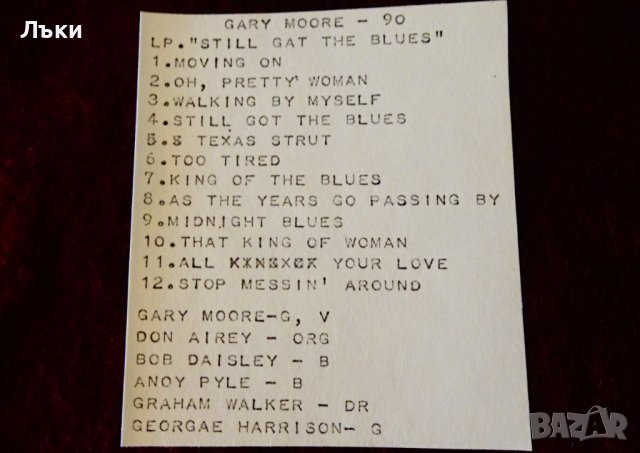 Лъки
GARY MOORE - 90
LP."STILL GAT THE BLUES"
1.MOVING ON
2.OH, PRETTY WOMAN
3.WALKING BY MYSELF
4.STILL GOT THE BLUES
5.S TEXAS STRUT
6.TOO TIRED
7.KING OF THE BLUES
8.AS THE YEARS GO PASSING BY
9.MIDNIGHT BLUES
10.THAT KING OF WOMAN
11.ALL YOUR LOVE
12.STOP MESSIN' AROUND
GARY MOORE-G, V
DON AIREY - ORG
BOB DAISLEY - B
ANOY PYLE - B
GRAHAM WALKER - DR
GEORGAE HARRISON- G
BAZAR